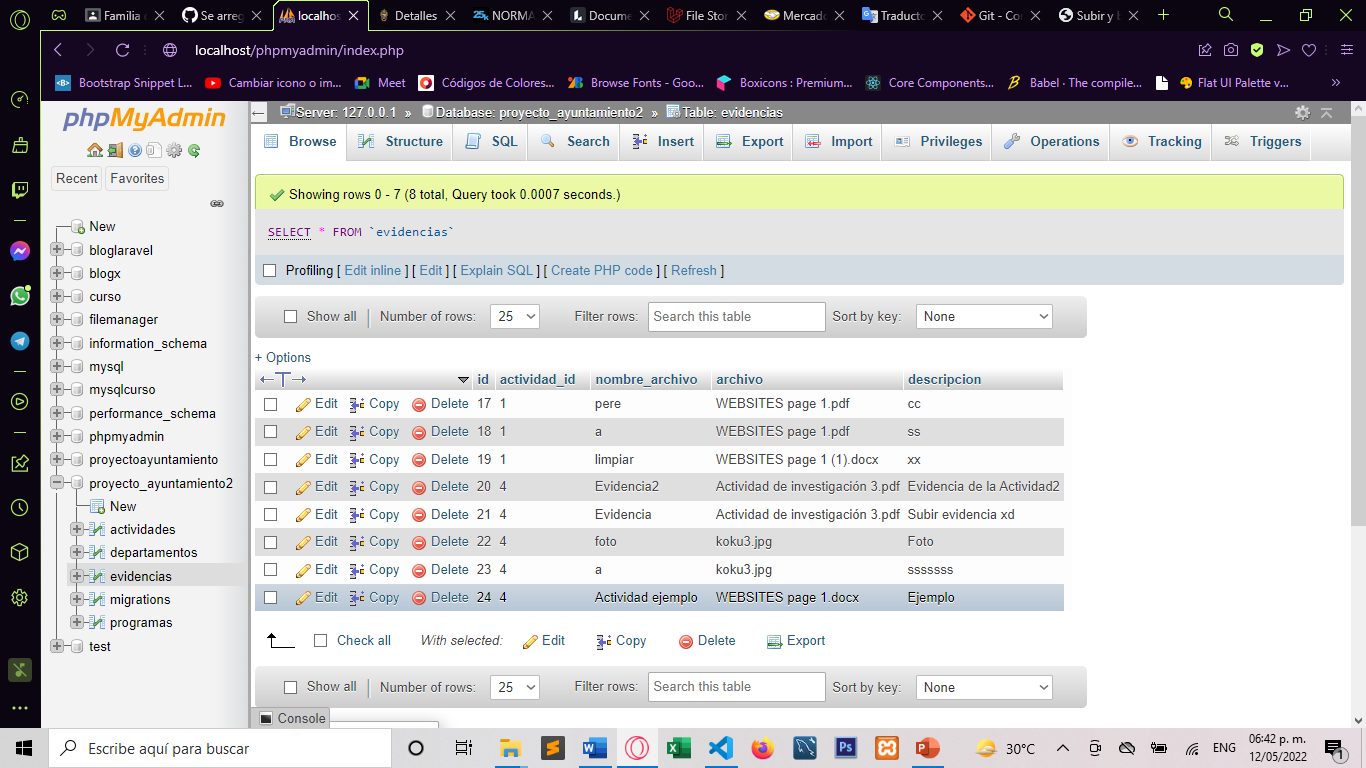 Familia
Se arreg
localhos
Detalles
NORMA
Docume
File Stor
Mercado
Traducto
Git - Cor
Subir y b
localhost/phpmyadmin/index.php
Bootstrap Snippet L... Cambiar icono o im... Meet Códigos de Colores... Browse Fonts - Goo... Boxicons : Premium... Core Components... Babel · The compile... Flat UI Palette v... »
phpMyAdmin
Recent Favorites
New
bloglaravel
blogx
curso
filemanager
information_schema
mysql
mysqlcurso
performance_schema
phpmyadmin
proyectoayuntamiento
proyecto_ayuntamiento2
New
actividades
departamentos
evidencias
migrations
programas
test
Server: 127.0.0.1 » Database: proyecto_ayuntamiento2 » Table: evidencias
Browse Structure SQL Search Insert Export Import Privileges Operations Tracking Triggers
Showing rows 0 - 7 (8 total, Query took 0.0007 seconds.)
SELECT * FROM `evidencias`
Profiling [ Edit inline ] [ Edit ] [ Explain SQL ] [ Create PHP code ] [ Refresh ]
Show all Number of rows: 25 Filter rows: Search this table Sort by key: None
+ Options
id actividad_id nombre_archivo archivo descripcion
Edit Copy Delete 17 1 pere WEBSITES page 1.pdf cc
Edit Copy Delete 18 1 a WEBSITES page 1.pdf ss
Edit Copy Delete 19 1 limpiar WEBSITES page 1 (1).docx xx
Edit Copy Delete 20 4 Evidencia2 Actividad de investigación 3.pdf Evidencia de la Actividad2
Edit Copy Delete 21 4 Evidencia Actividad de investigación 3.pdf Subir evidencia xd
Edit Copy Delete 22 4 foto koku3.jpg Foto
Edit Copy Delete 23 4 a koku3.jpg sssssss
Edit Copy Delete 24 4 Actividad ejemplo WEBSITES page 1.docx Ejemplo
Check all With selected: Edit Copy Delete Export
Show all Number of rows: 25 Filter rows: Search this table Sort by key: None
Console
Escribe aquí para buscar
30°C
ENG
06:42 p. m.
12/05/2022
1